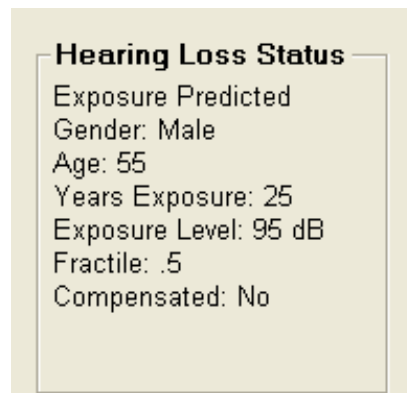 Hearing Loss Status
Exposure Predicted
Gender: Male
Age: 55
Years Exposure: 25
Exposure Level: 95 dB
Fractile: .5
Compensated: No